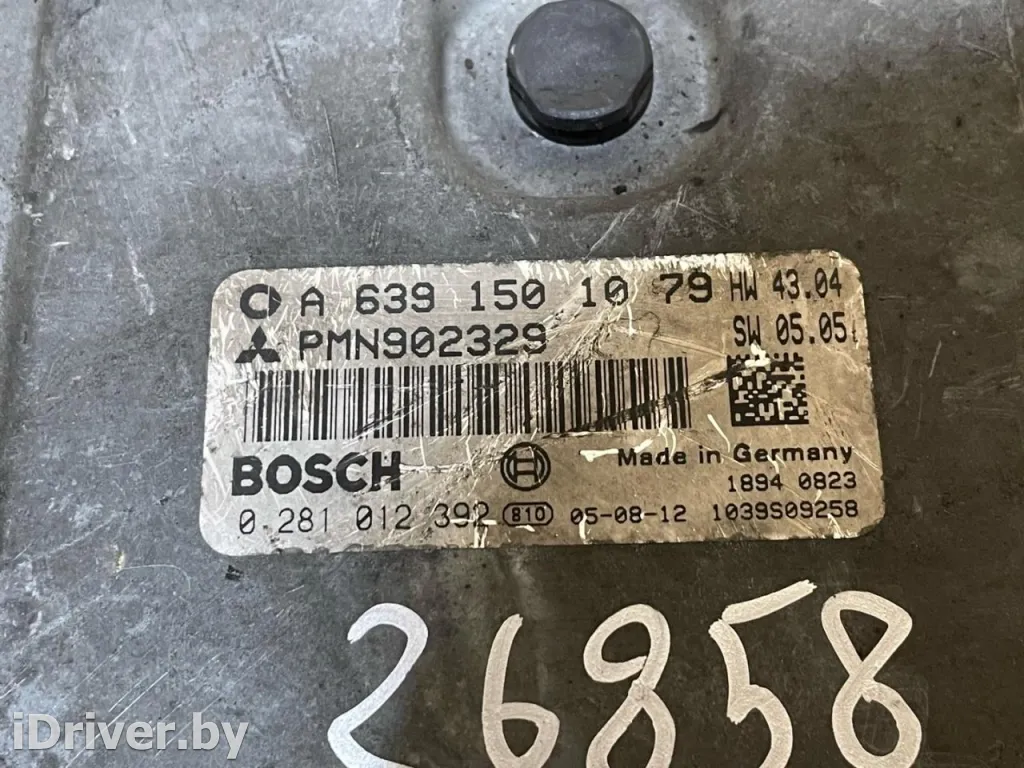 A 639 150 10 79 HW 43.04
PMN902329 SW 05.05
BOSCH Made in Germany
1894 0823
0 281 012 392 810 05-08-12 1039S09258
26858
iDriver.by